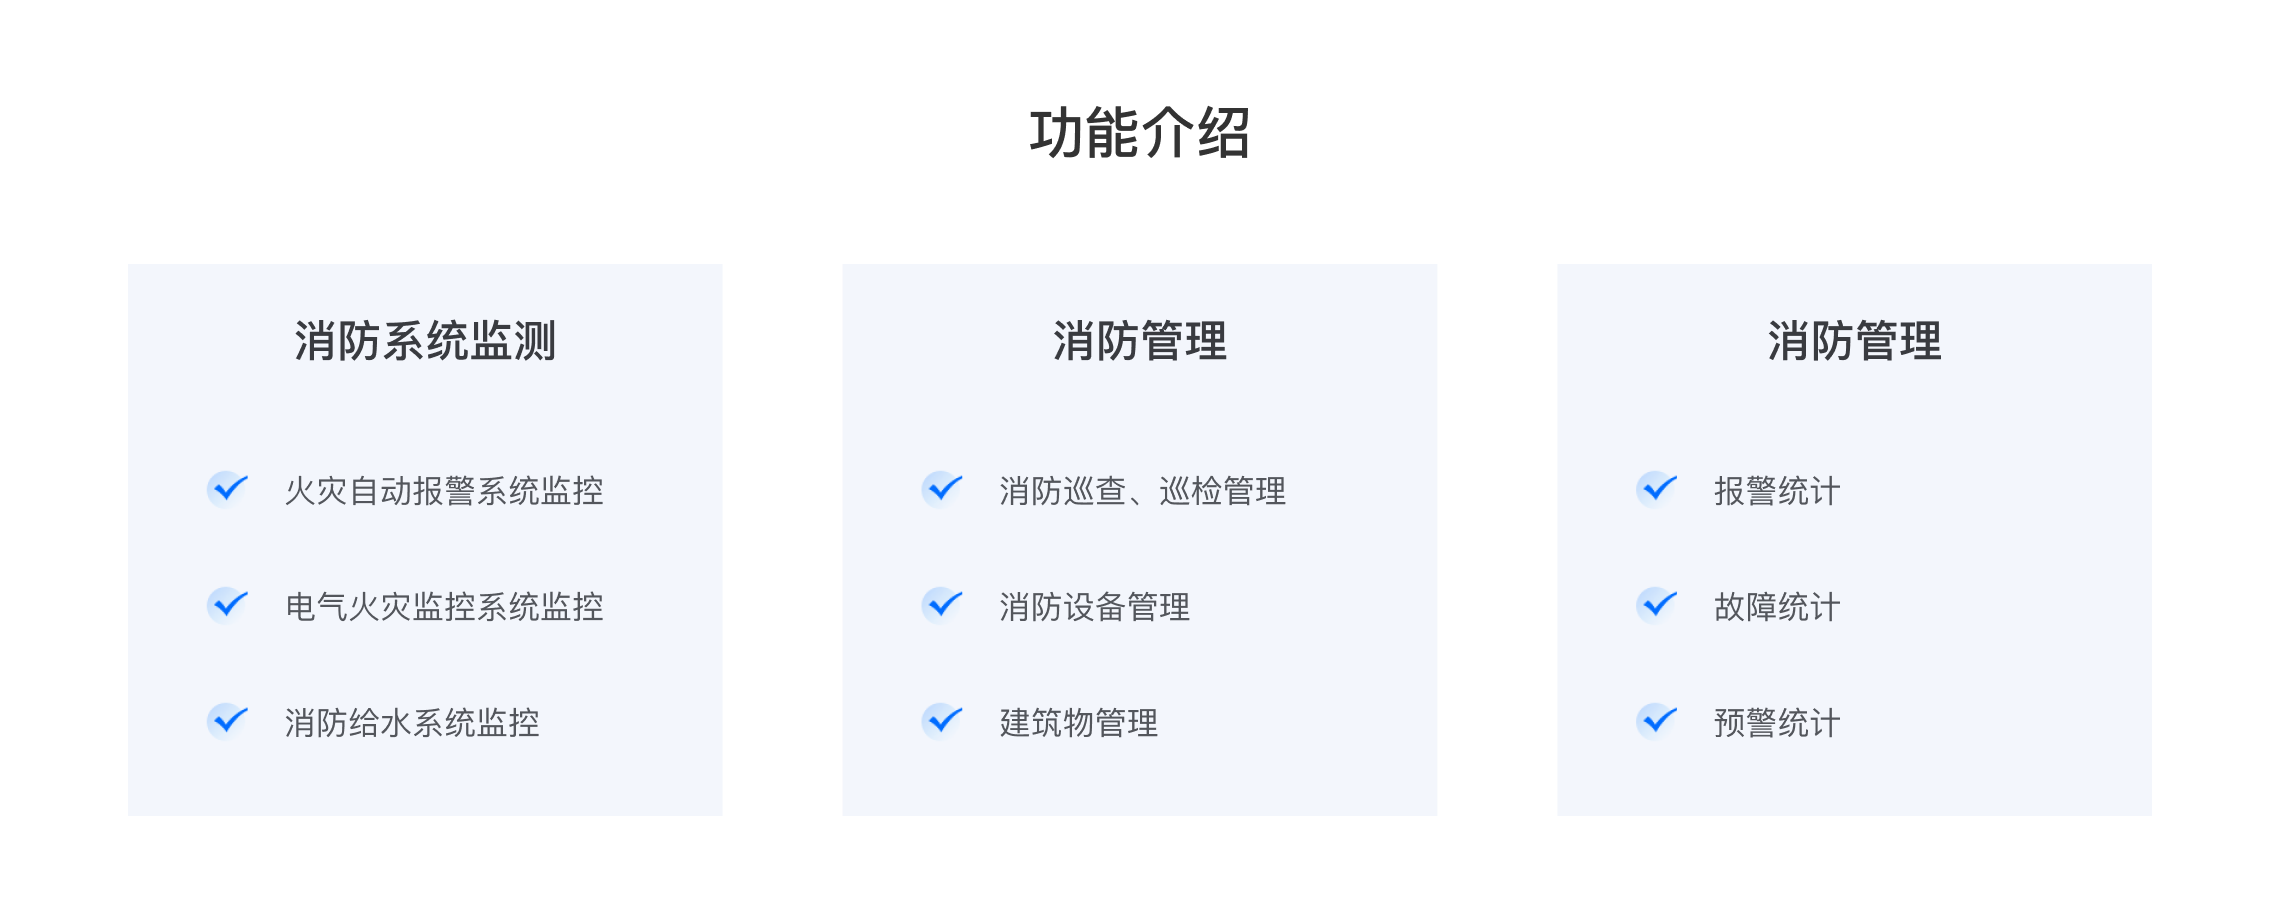 功能介绍
消防系统监测
火灾自动报警系统监控
电气火灾监控系统监控
消防给水系统监控
消防管理
消防巡查、巡检管理
消防设备管理
建筑物管理
消防管理
报警统计
故障统计
预警统计